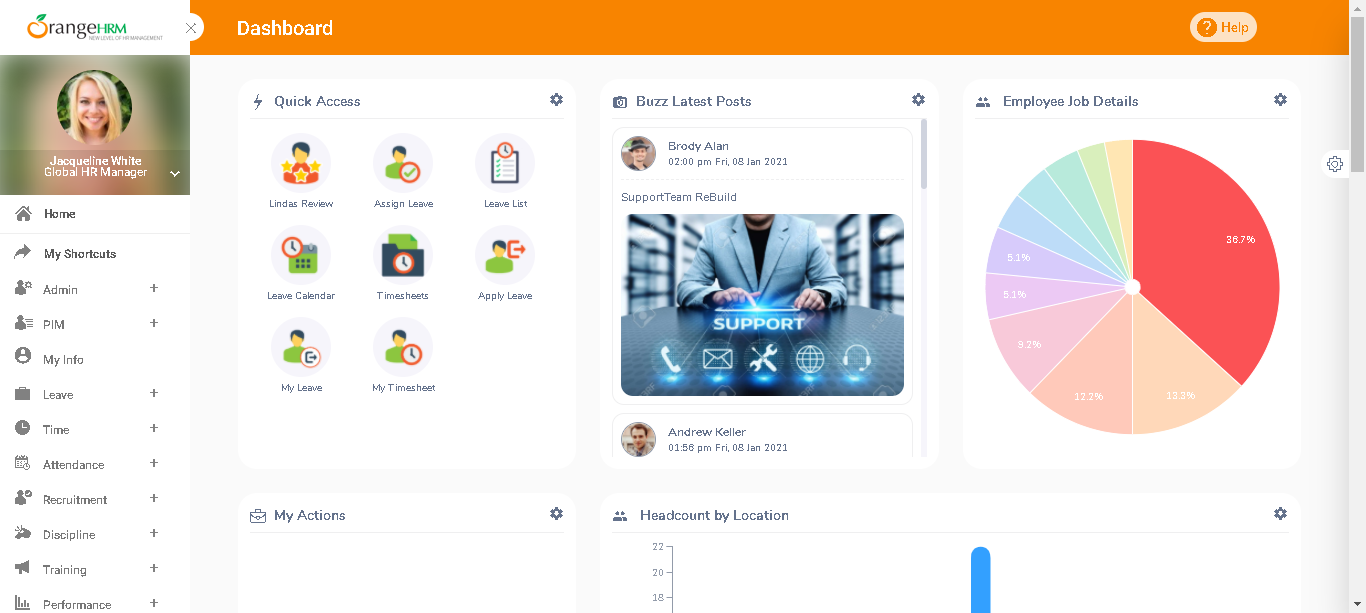 OrangeHRM
NEW LEVEL OF HR MANAGEMENT
Dashboard
? Help
Jacqueline White
Global HR Manager
Home
My Shortcuts
Admin +
PIM +
My Info
Leave +
Time +
Attendance +
Recruitment +
Discipline +
Training +
Performance +
Quick Access
Lindas Review
Assign Leave
Leave List
Leave Calendar
Timesheets
Apply Leave
My Leave
My Timesheet
Buzz Latest Posts
Brody Alan
02:00 pm Fri, 08 Jan 2021
SupportTeam ReBuild
SUPPORT
Andrew Keller
01:56 pm Fri, 08 Jan 2021
Employee Job Details
36.7%
13.3%
12.2%
9.2%
5.1%
5.1%
My Actions
Headcount by Location
22
20
18